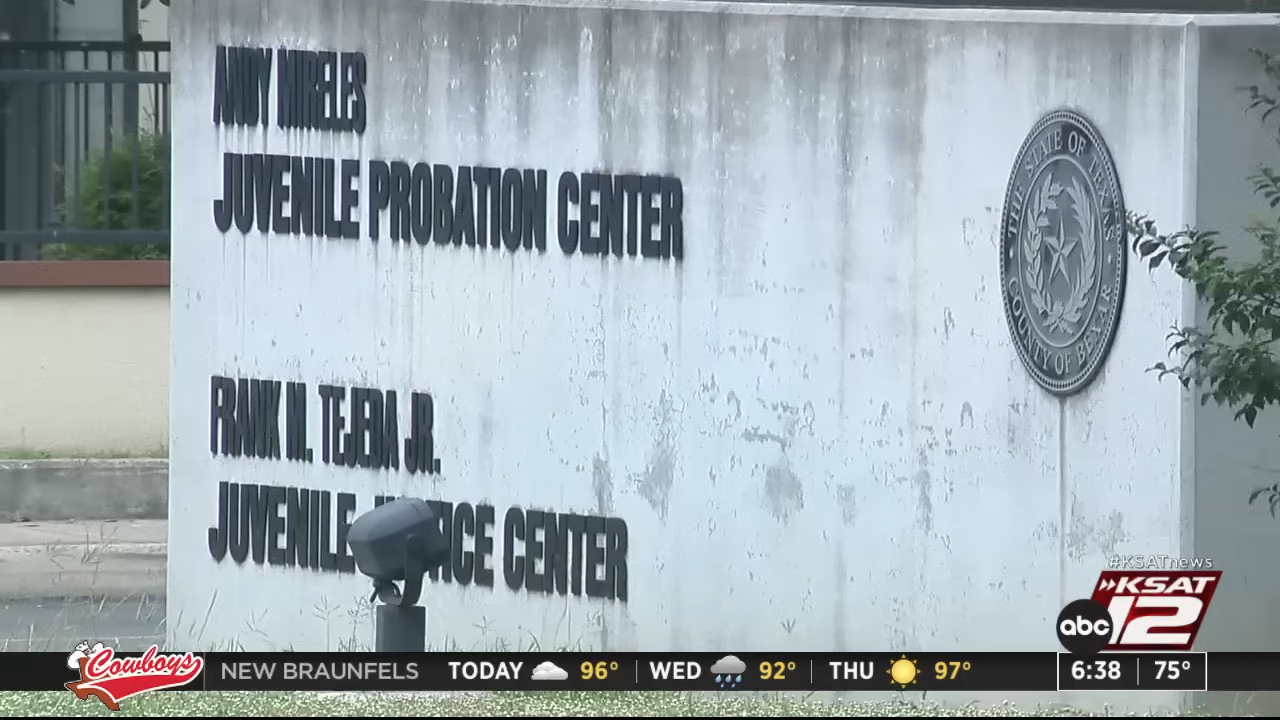 ANDY MIRELES
JUVENILE PROBATION CENTER
THE STATE OF TEXAS
COUNTY OF BEXAR
FRANK M. TEJEDA JR.
JUVENILE JUSTICE CENTER
#KSATnews
KSAT
abc 12
Cowboys
NEW BRAUNFELS TODAY 96° WED 92° THU 97° 6:38 75°